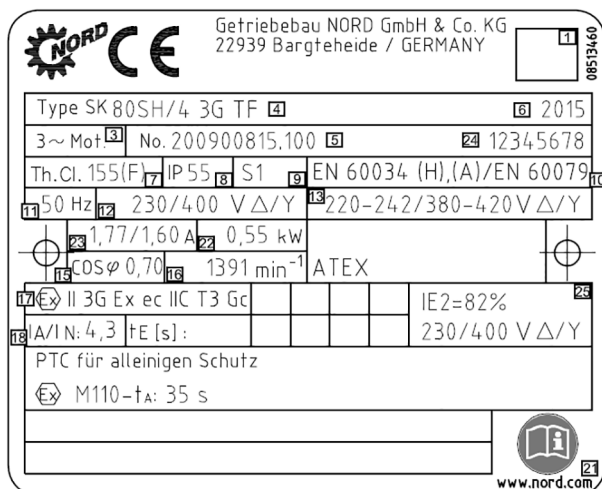 NORD CE Getriebebau NORD GmbH & Co. KG
22939 Bargteheide / GERMANY
1
08513460
Type SK 80SH/4 3G TF 4 6 2015
3~ Mot. 3 No. 200900815.100 5 24 12345678
Th.Cl. 155(F) 7 IP 55 8 S1 9 EN 60034 (H),(A)/EN 60079 10
11 50 Hz 12 230/400 V Δ/Y 13 220-242/380-420V Δ/Y
23 1,77/1,60 A 22 0,55 kW
15 COS φ 0,70 16 1391 min⁻¹ ATEX
17 Ex II 3G Ex ec IIC T3 Gc IE2=82% 25
18 IA/IN: 4,3 tE [s]: 230/400 V Δ/Y
PTC für alleinigen Schutz
Ex M110-tA: 35 s
i
21
www.nord.com